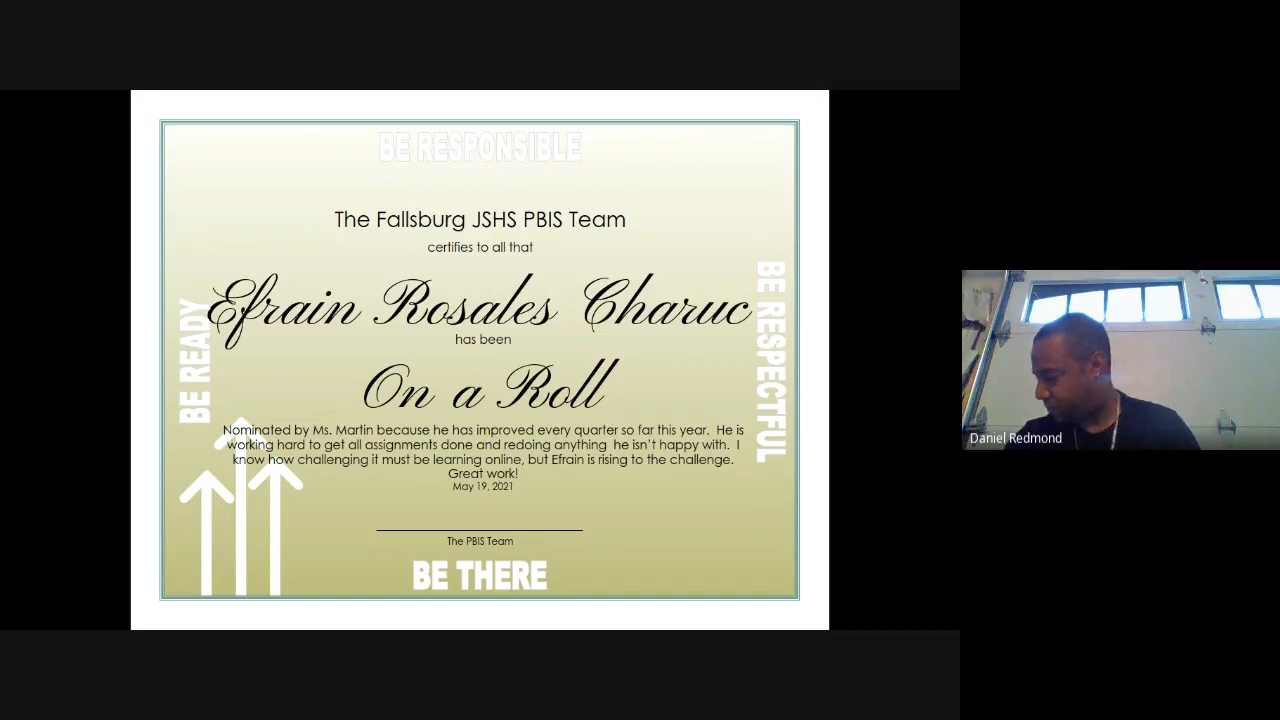 BE RESPONSIBLE
The Fallsburg JSHS PBIS Team
certifies to all that
Efrain Rosales Charuc
has been
On a Roll
Nominated by Ms. Martin because he has improved every quarter so far this year. He is
working hard to get all assignments done and redoing anything he isn't happy with. I
know how challenging it must be learning online, but Efrain is rising to the challenge.
Great work!
May 19, 2021
The PBIS Team
BE THERE
BE READY
BE RESPECTFUL
Daniel Redmond